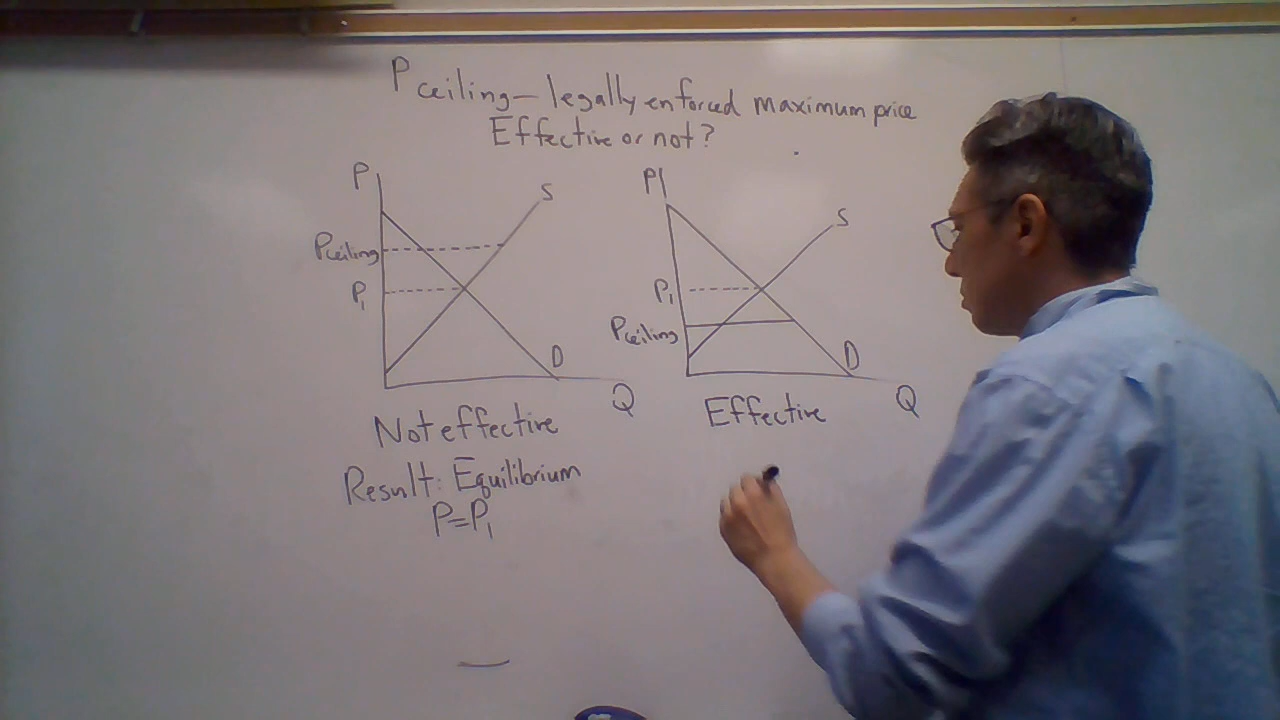 P ceiling – legally enforced maximum price
Effective or not?
P
S
Pceiling
P1
D
Q
Not effective
Result: Equilibrium
P=P1
P
S
P1
Pceiling
D
Q
Effective